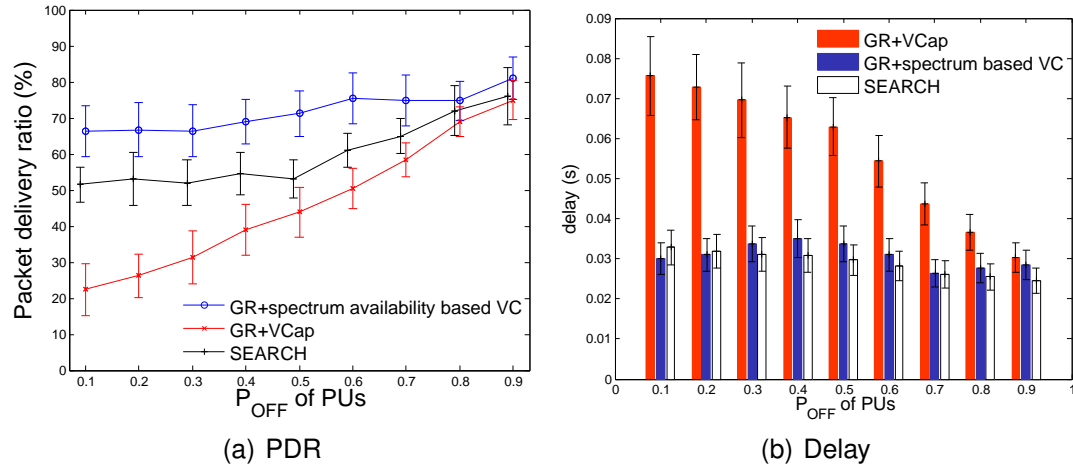 100
90
80
70
60
50
40
30
20
10
0
Packet delivery ratio (%)
GR+spectrum availability based VC
GR+VCap
SEARCH
0.1 0.2 0.3 0.4 0.5 0.6 0.7 0.8 0.9
P_OFF of PUs
(a) PDR
0.09
0.08
0.07
0.06
0.05
0.04
0.03
0.02
0.01
0
delay (s)
GR+VCap
GR+spectrum based VC
SEARCH
0 0.1 0.2 0.3 0.4 0.5 0.6 0.7 0.8 0.9 1
P_OFF of PUs
(b) Delay